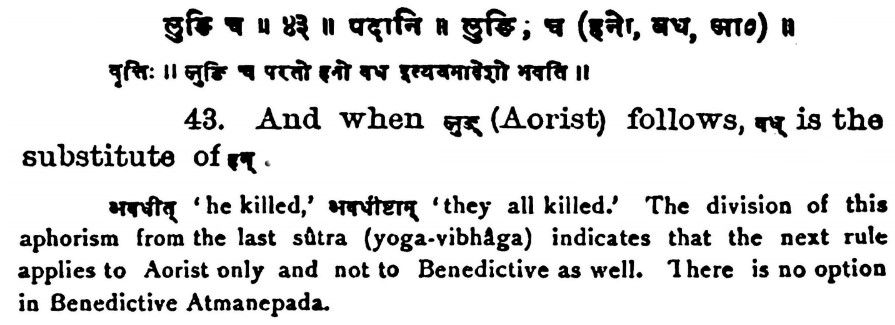 लुङि च ॥ ४३ ॥ पदानि ॥ लुङि ; च (हनो, बध, आ०) ॥
वृत्तिः ॥ लुङि च परतो हनो वध इत्ययमादेशो भवति ॥
43. And when लुङ् (Aorist) follows, वध् is the
substitute of हन् .
अवधीत् 'he killed,' अवधीष्टाम् 'they all killed.' The division of this
aphorism from the last sûtra (yoga-vibhâga) indicates that the next rule
applies to Aorist only and not to Benedictive as well. There is no option
in Benedictive Atmanepada.